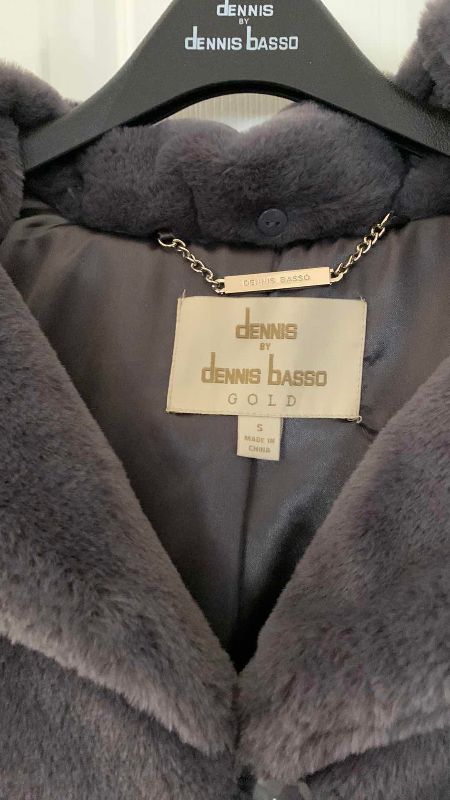 dENNIS
BY
dENNIS basso
DENNIS BASSO
dENNIS
BY
dENNIS basso
GOLD
S
MADE IN
CHINA